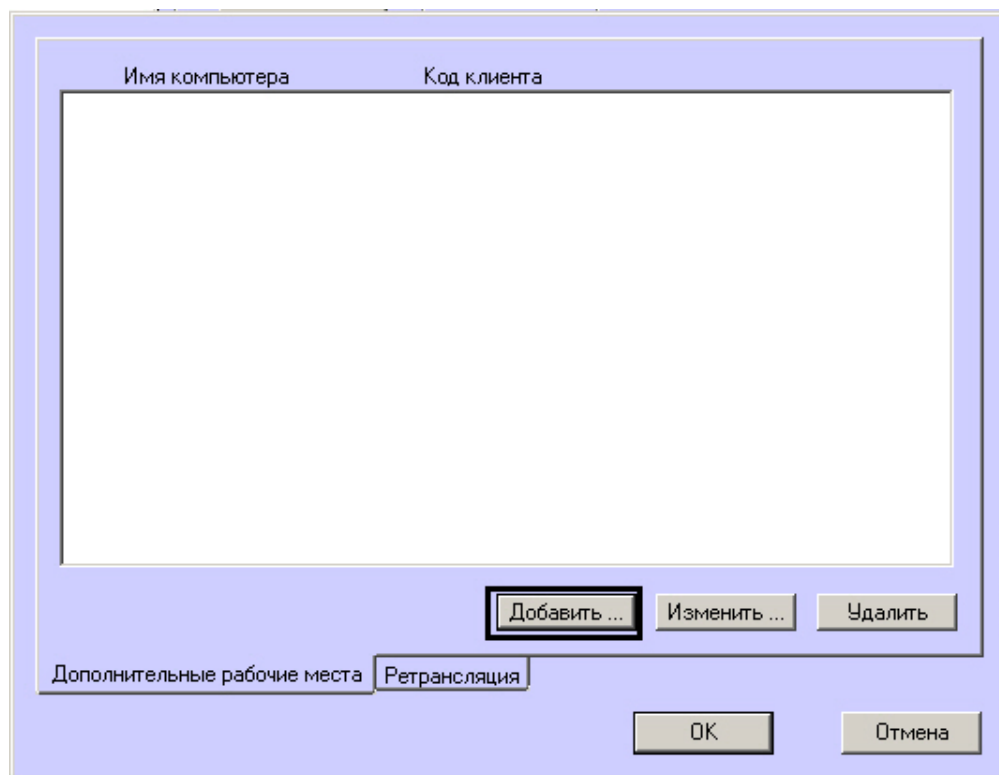 Имя компьютера Код клиента
Добавить ... Изменить ... Удалить
Дополнительные рабочие места Ретрансляция
OK Отмена